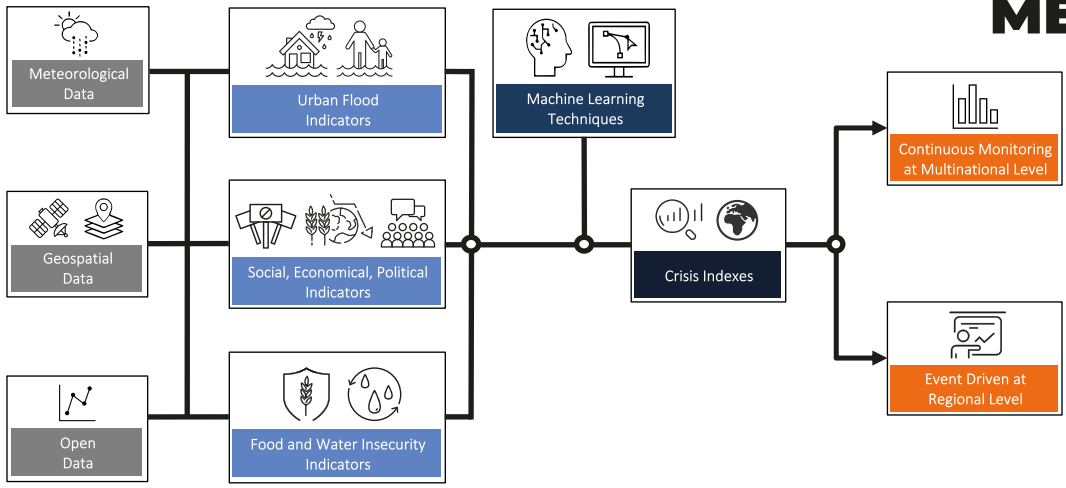 ME
Meteorological
Data
Urban Flood
Indicators
Machine Learning
Techniques
Continuous Monitoring
at Multinational Level
Geospatial
Data
Social, Economical, Political
Indicators
Crisis Indexes
Event Driven at
Regional Level
Open
Data
Food and Water Insecurity
Indicators